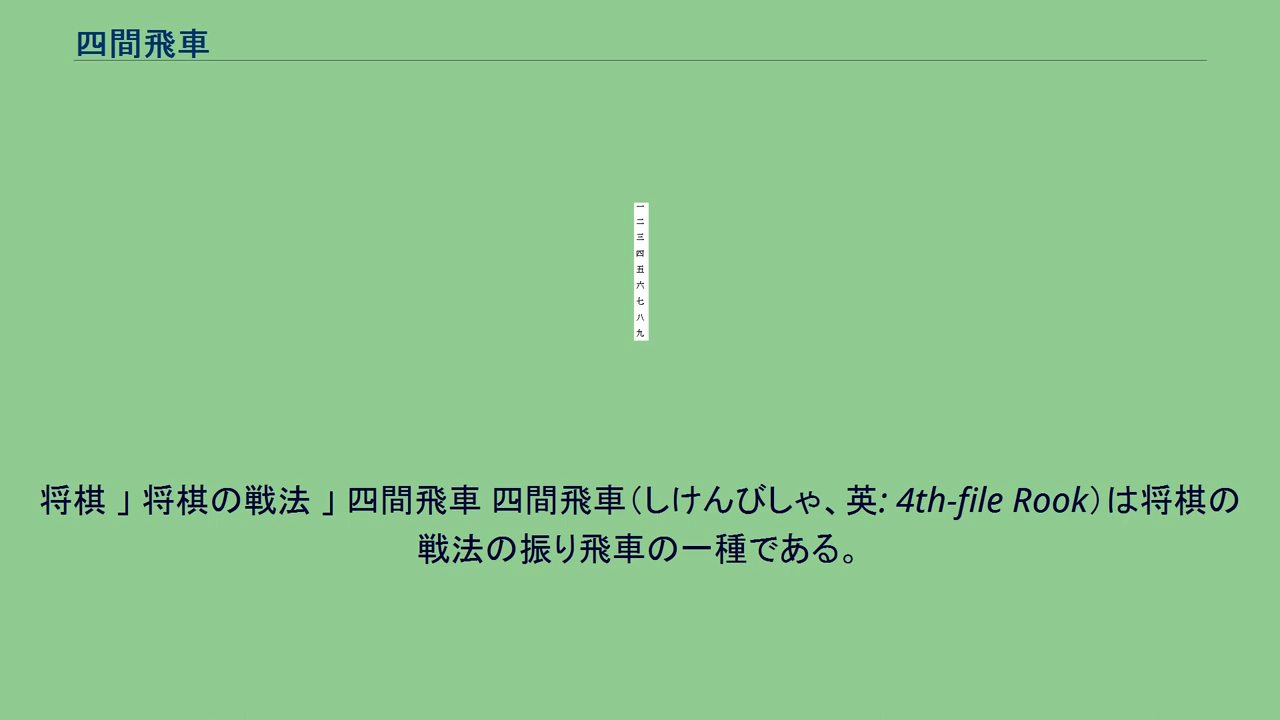 四間飛車
一
二
三
四
五
六
七
八
九
将棋 」 将棋の戦法 」 四間飛車 四間飛車（しけんびしゃ、英: 4th-file Rook）は将棋の
戦法の振り飛車の一種である。